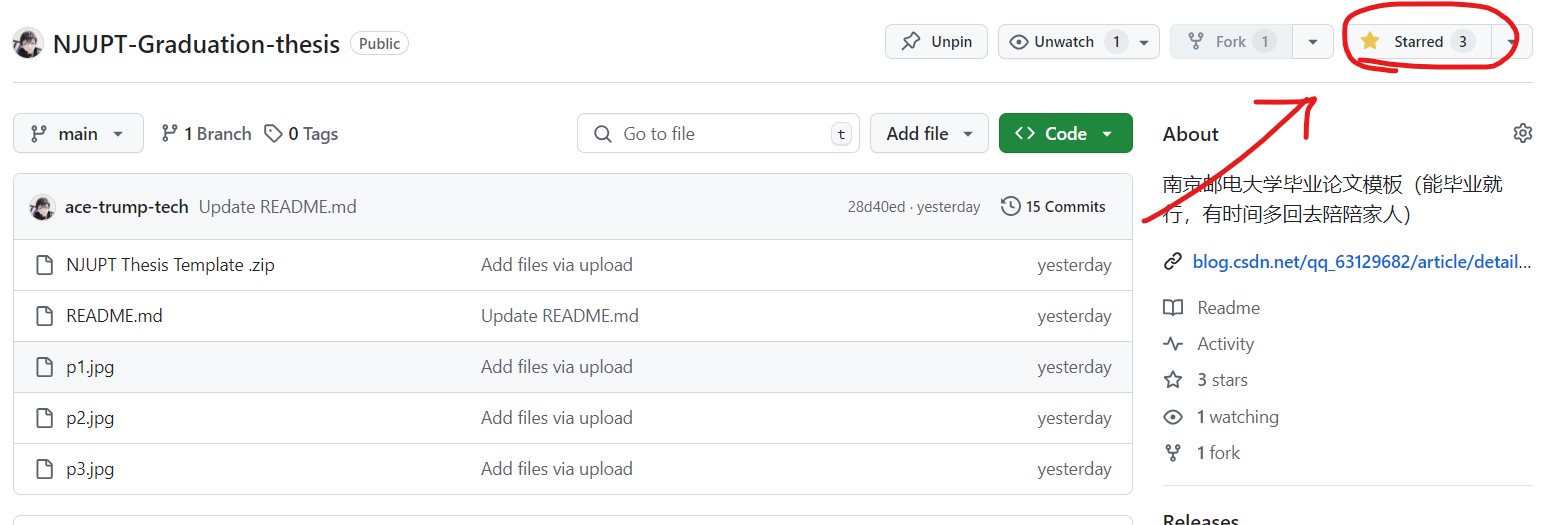 NJUPT-Graduation-thesis Public Unpin Unwatch 1 Fork 1 Starred 3
main 1 Branch 0 Tags Go to file t Add file Code
ace-trump-tech Update README.md 28d40ed · yesterday 15 Commits
NJUPT Thesis Template .zip Add files via upload yesterday
README.md Update README.md yesterday
p1.jpg Add files via upload yesterday
p2.jpg Add files via upload yesterday
p3.jpg Add files via upload yesterday
About
南京邮电大学毕业论文模板（能毕业就
行，有时间多回去陪陪家人）
blog.csdn.net/qq_63129682/article/detail...
Readme
Activity
3 stars
1 watching
1 fork
Releases